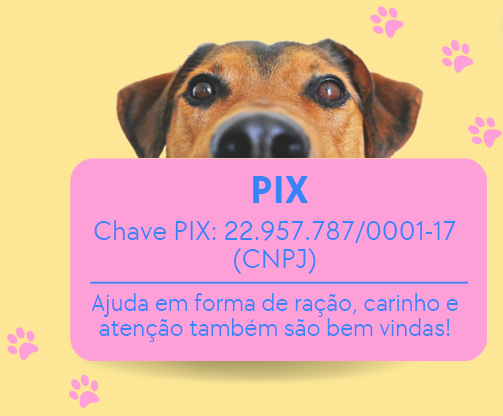 PIX
Chave PIX: 22.957.787/0001-17
(CNPJ)
Ajuda em forma de ração, carinho e
atenção também são bem vindas!